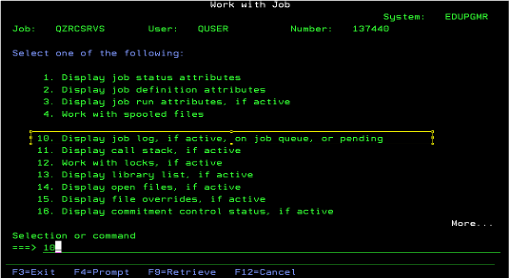 Work with Job
System: EDUPGMR
Job: QZRCSRVS User: QUSER Number: 137440
Select one of the following:
1. Display job status attributes
2. Display job definition attributes
3. Display job run attributes, if active
4. Work with spooled files
10. Display job log, if active, on job queue, or pending
11. Display call stack, if active
12. Work with locks, if active
13. Display library list, if active
14. Display open files, if active
15. Display file overrides, if active
16. Display commitment control status, if active
More...
Selection or command
===> 10
F3=Exit F4=Prompt F9=Retrieve F12=Cancel